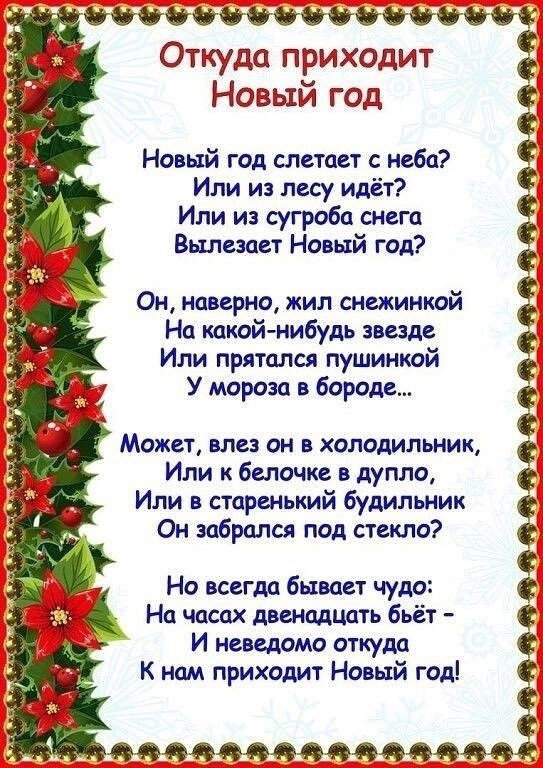 Откуда приходит
Новый год
Новый год слетает с неба?
Или из лесу идёт?
Или из сугроба снега
Вылезает Новый год?
Он, наверно, жил снежинкой
На какой-нибудь звезде
Или прятался пушинкой
У мороза в бороде...
Может, влез он в холодильник,
Или к белочке в дупло,
Или в старенький будильник
Он забрался под стекло?
Но всегда бывает чудо:
На часах двенадцать бьёт -
И неведомо откуда
К нам приходит Новый год!